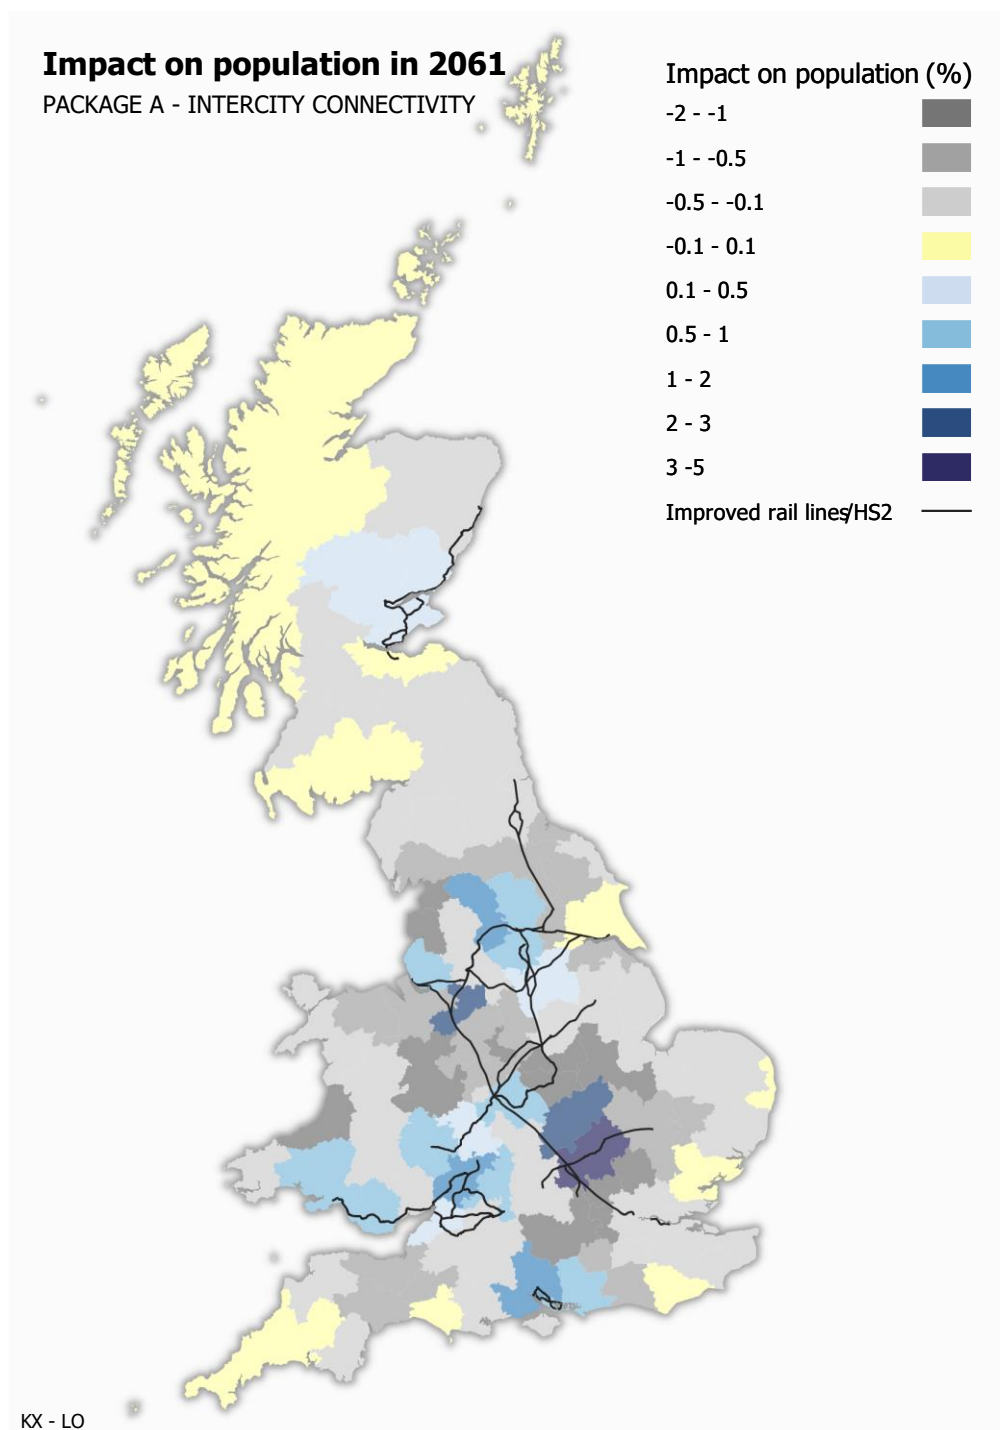 Impact on population in 2061
PACKAGE A - INTERCITY CONNECTIVITY
Impact on population (%)
-2 - -1
-1 - -0.5
-0.5 - -0.1
-0.1 - 0.1
0.1 - 0.5
0.5 - 1
1 - 2
2 - 3
3 -5
Improved rail lines/HS2
KX - LO